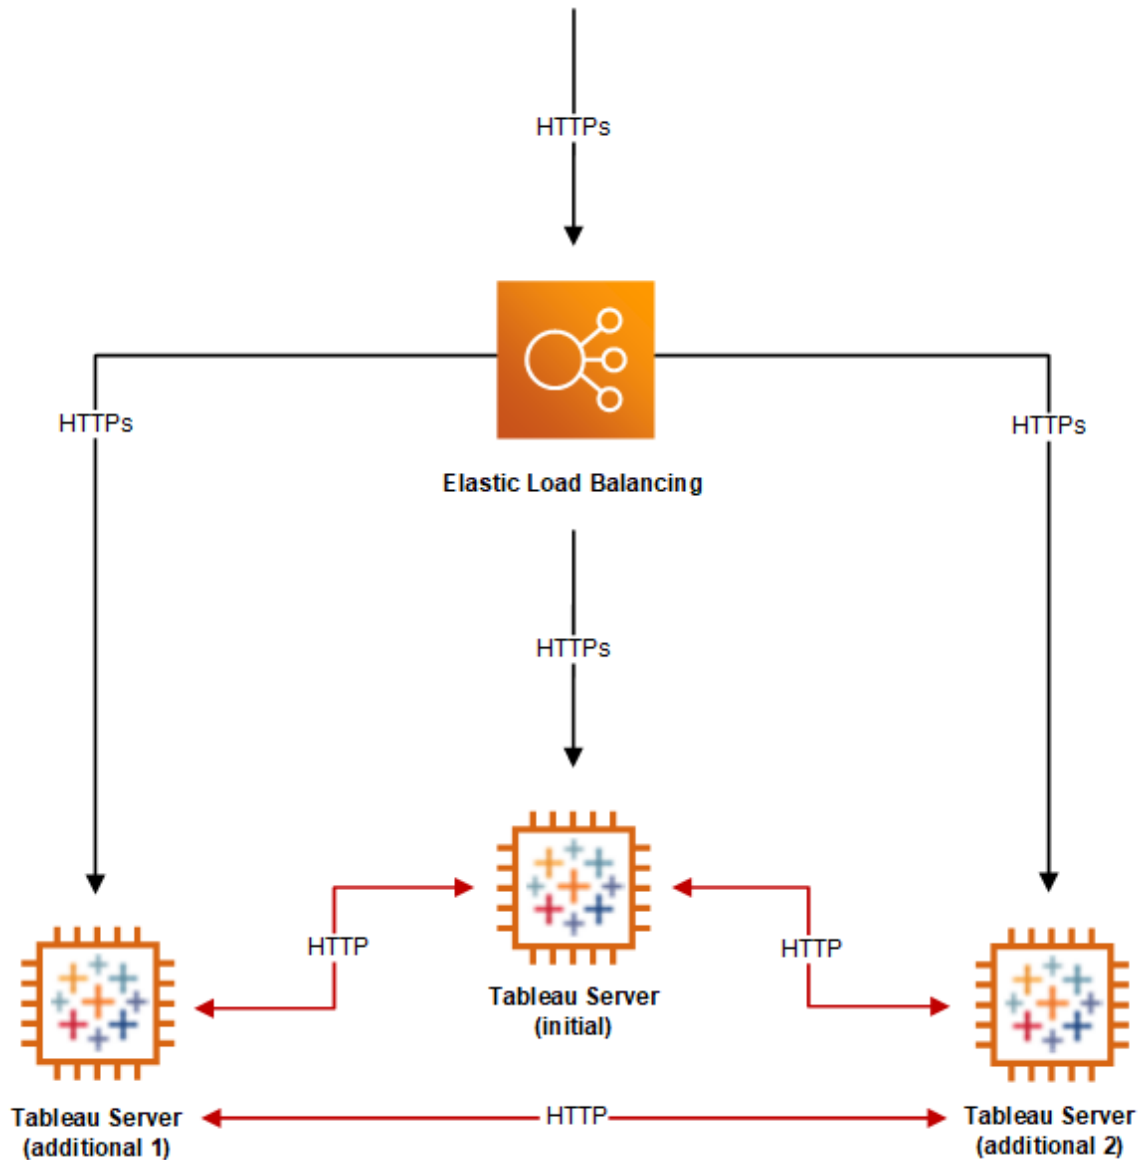 HTTPs
HTTPs
HTTPs
Elastic Load Balancing
HTTPs
HTTP
HTTP
Tableau Server
(initial)
Tableau Server
(additional 1)
HTTP
Tableau Server
(additional 2)